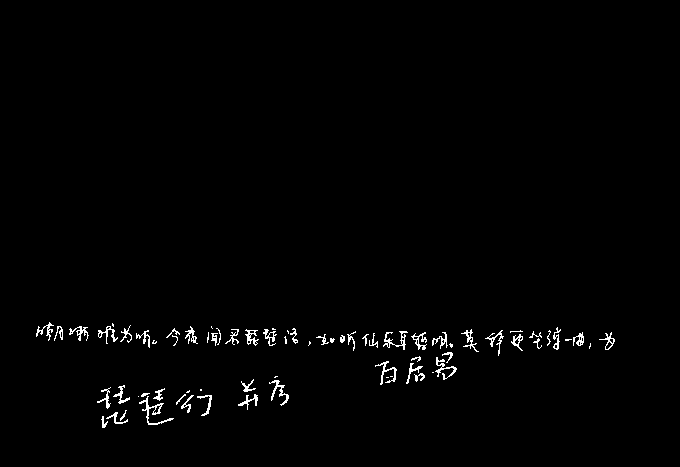 嘲哳难为听。今夜闻君琵琶语，如听仙乐耳暂明。莫辞更坐弹一曲，为
白居易
琵琶行 并序